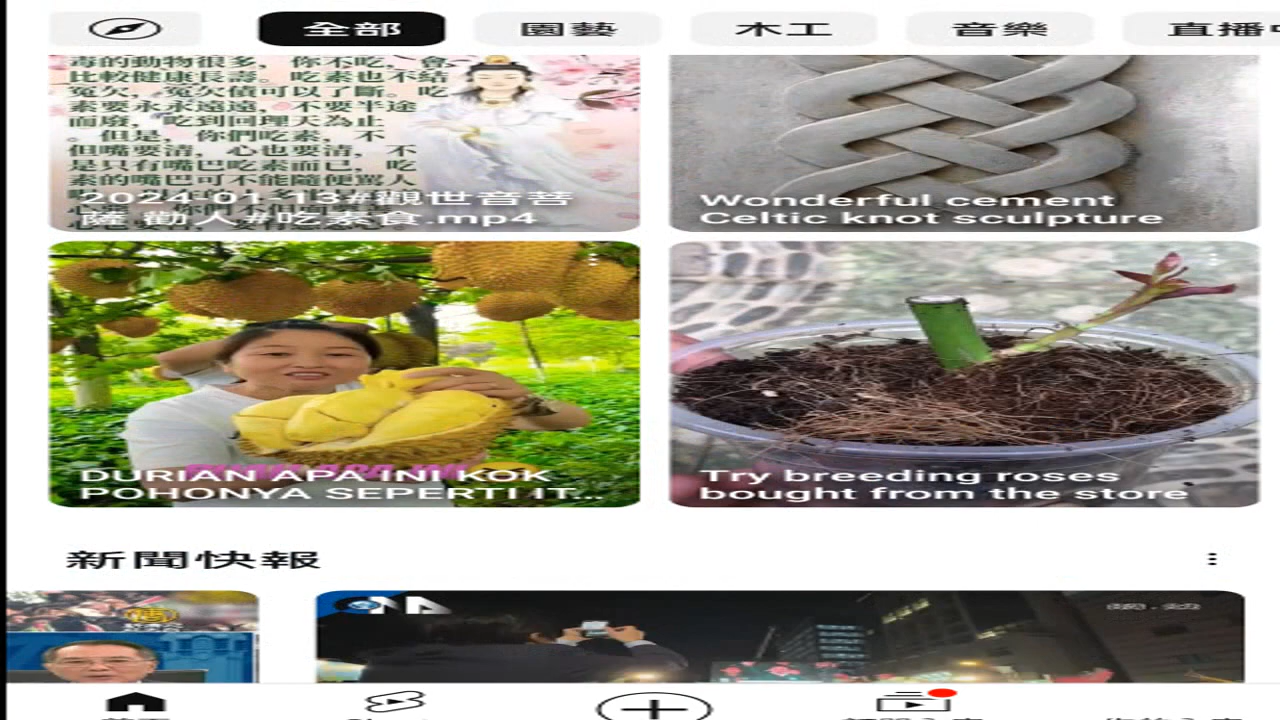 全部
園藝
木工
音樂
直播
毒的動物很多，你不吃，會
比較健康長壽。吃素也不結
冤欠，冤欠債可以了斷。吃
素要永永遠遠，不要半途
而廢，吃到回理天為止
。但是，你們吃素，不
但嘴要清，心也要清，不
是只有嘴巴吃素而已，吃
素的嘴巴可不能隨便罵人
2024-01-13#觀世音菩
薩 勸人#吃素食.mp4
Wonderful cement
Celtic knot sculpture
DURIAN APA INI KOK
POHONYA SEPERTI IT...
Try breeding roses
bought from the store
新聞快報